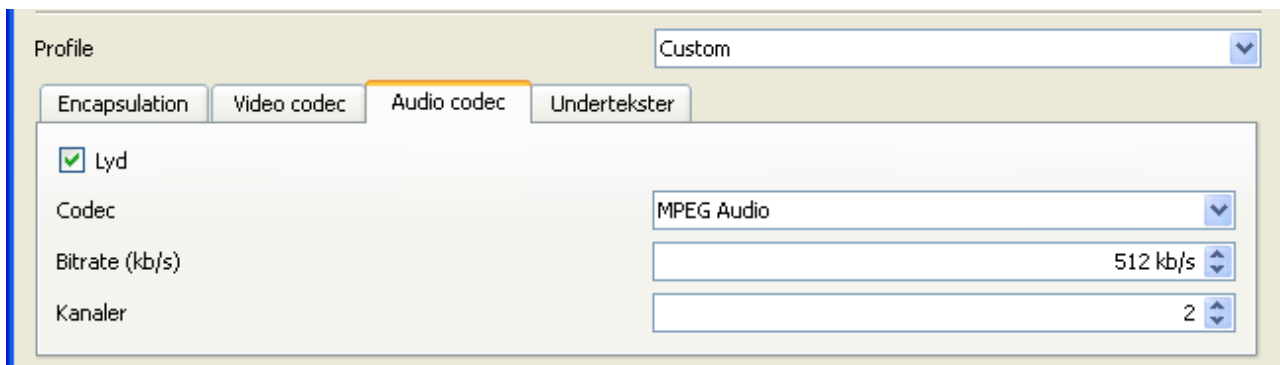 Profile Custom
Encapsulation Video codec Audio codec Undertekster
Lyd
Codec MPEG Audio
Bitrate (kb/s) 512 kb/s
Kanaler 2